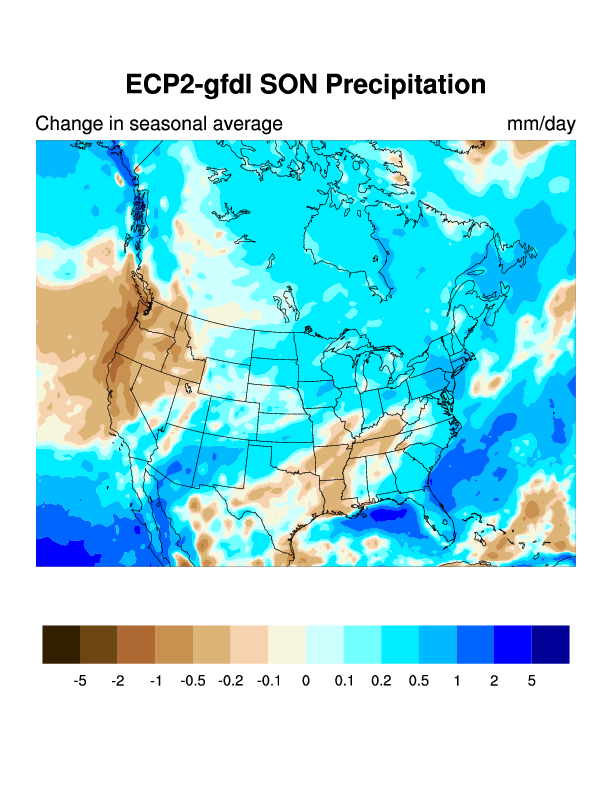 ECP2-gfdl SON Precipitation
Change in seasonal average mm/day
-5 -2 -1 -0.5 -0.2 -0.1 0 0.1 0.2 0.5 1 2 5